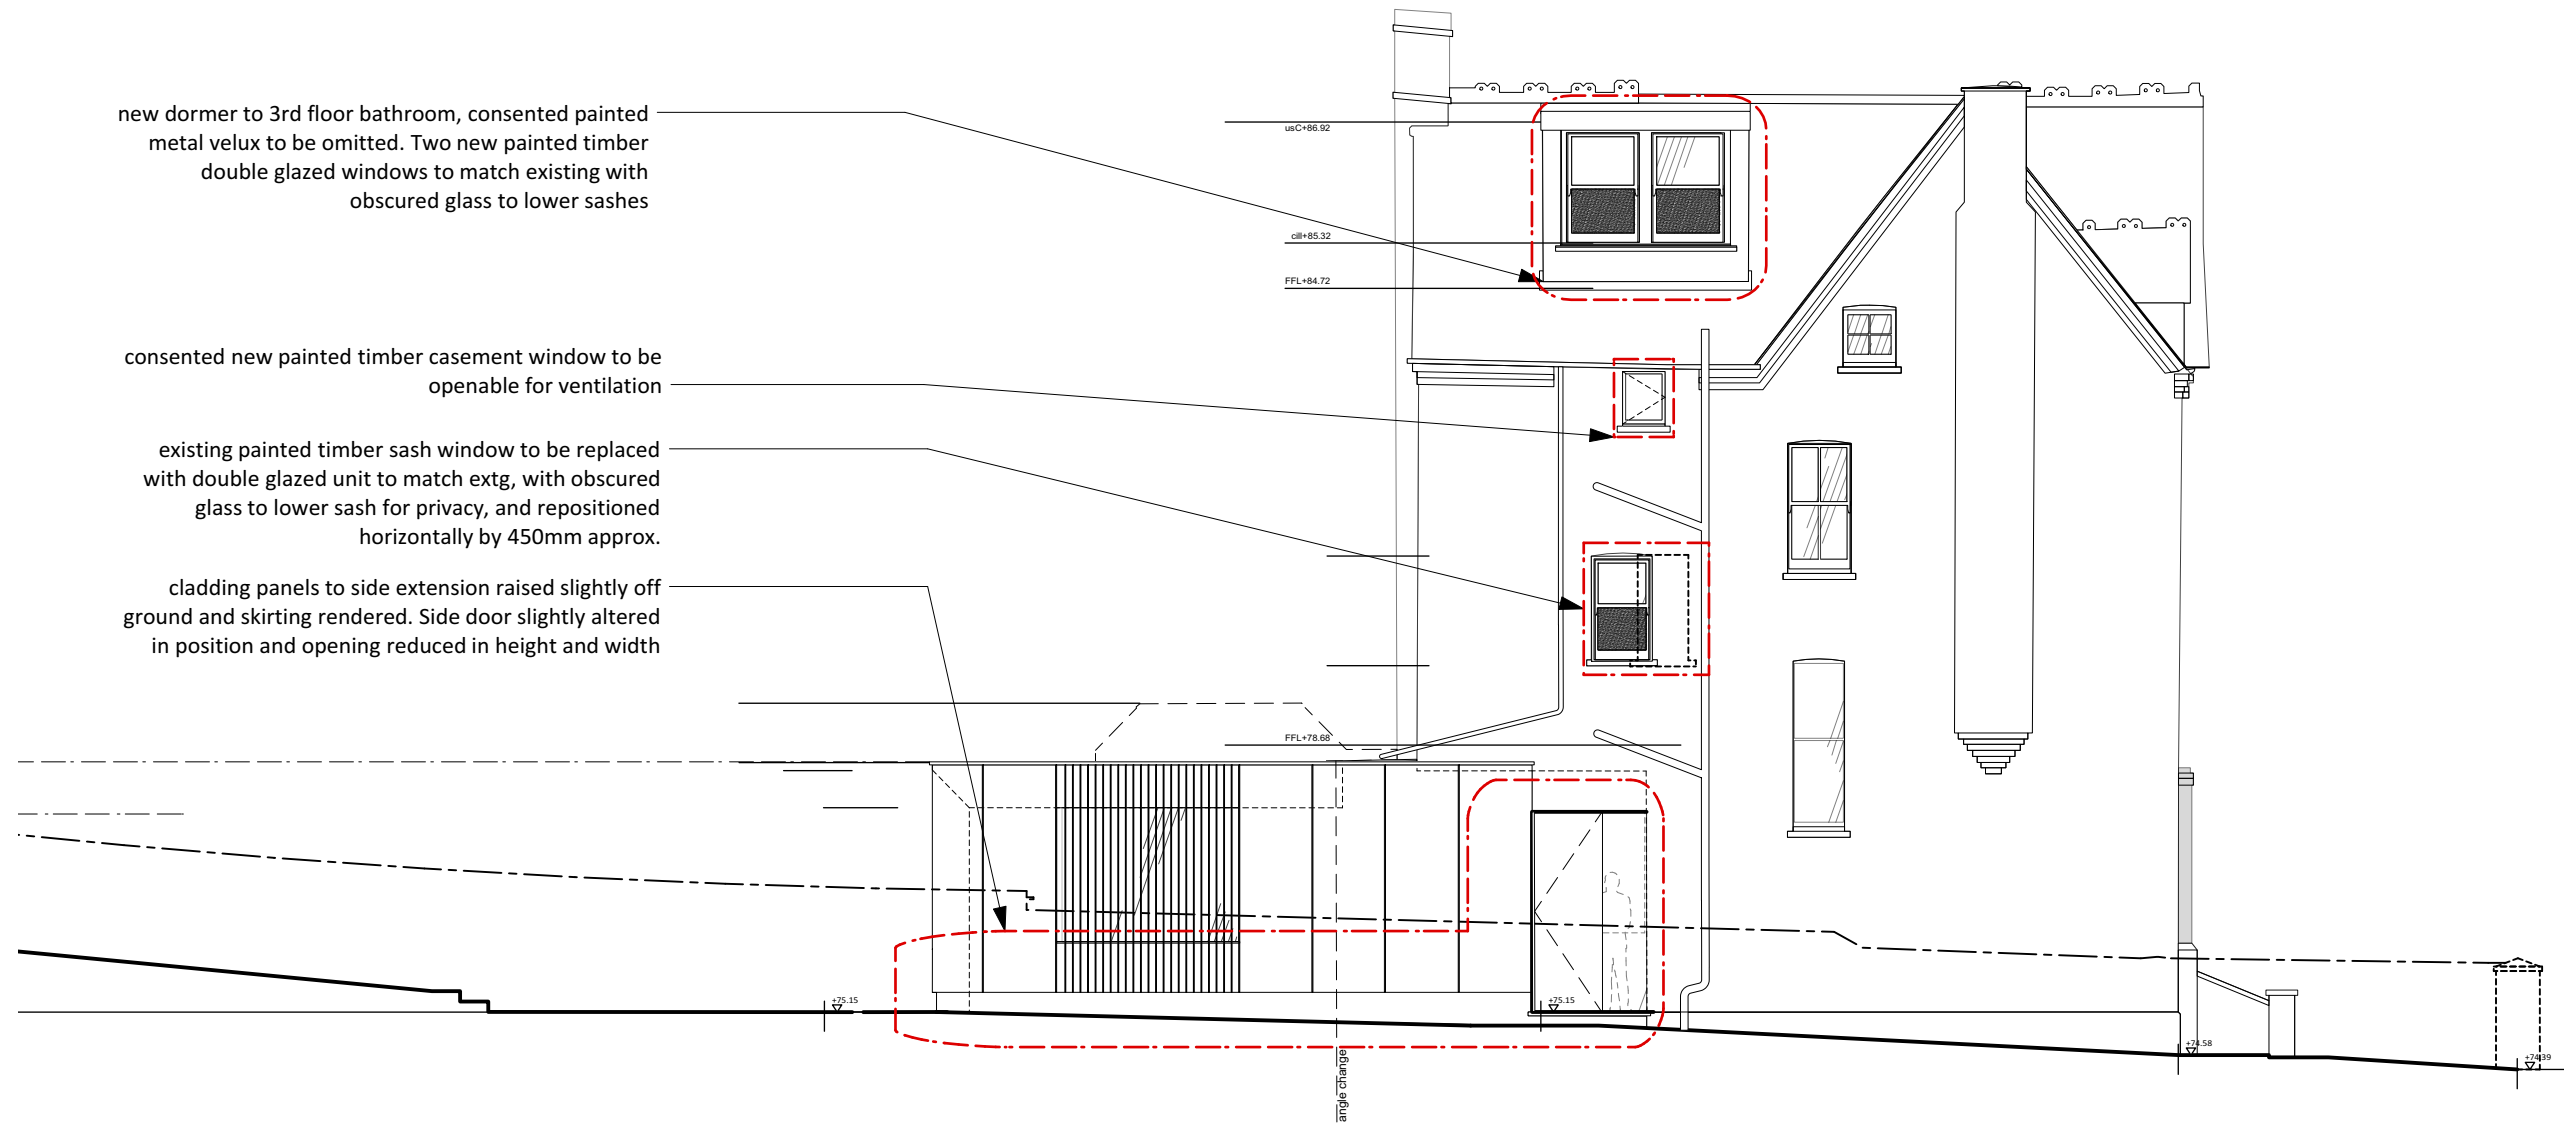 new dormer to 3rd floor bathroom, consented painted
metal velux to be omitted. Two new painted timber
double glazed windows to match existing with
obscured glass to lower sashes
usC+86.92
cill+85.32
FFL+84.72
consented new painted timber casement window to be
openable for ventilation
existing painted timber sash window to be replaced
with double glazed unit to match extg, with obscured
glass to lower sash for privacy, and repositioned
horizontally by 450mm approx.
cladding panels to side extension raised slightly off
ground and skirting rendered. Side door slightly altered
in position and opening reduced in height and width
FFL+78.68
+75.15
+75.15
+74.58
+74.39
angle change